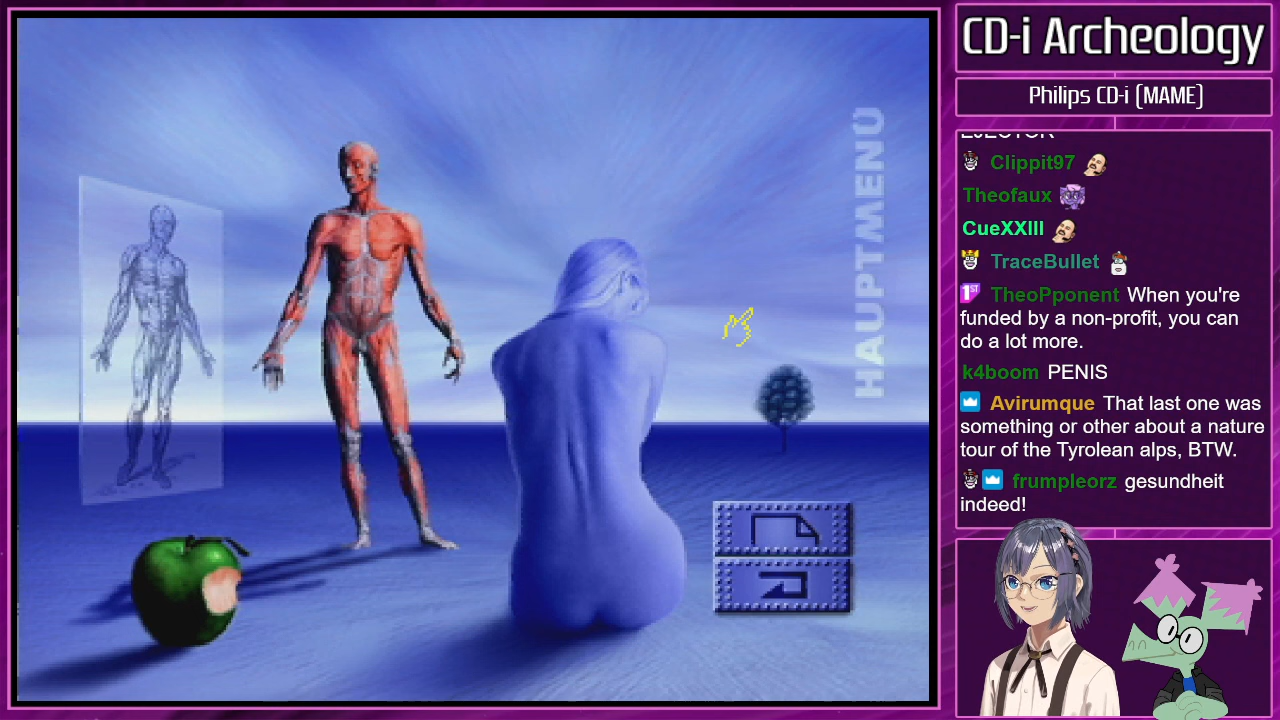 HAUPTMENÜ
CD-i Archeology
Philips CD-i [MAME]
EJECTOR
Clippit97
Theofaux
CueXXIII
TraceBullet
1ST TheoPponent When you're
funded by a non-profit, you can
do a lot more.
k4boom PENIS
Avirumque That last one was
something or other about a nature
tour of the Tyrolean alps, BTW.
frumpleorz gesundheit
indeed!